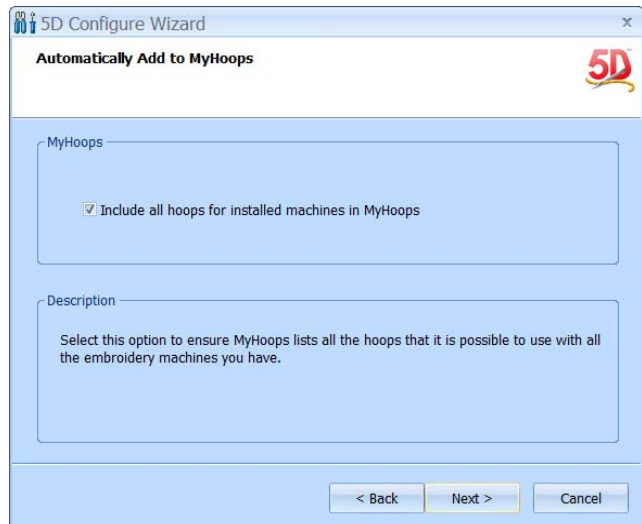 5D Configure Wizard
x
Automatically Add to MyHoops
5D
MyHoops
Include all hoops for installed machines in MyHoops
Description
Select this option to ensure MyHoops lists all the hoops that it is possible to use with all
the embroidery machines you have.
< Back Next > Cancel